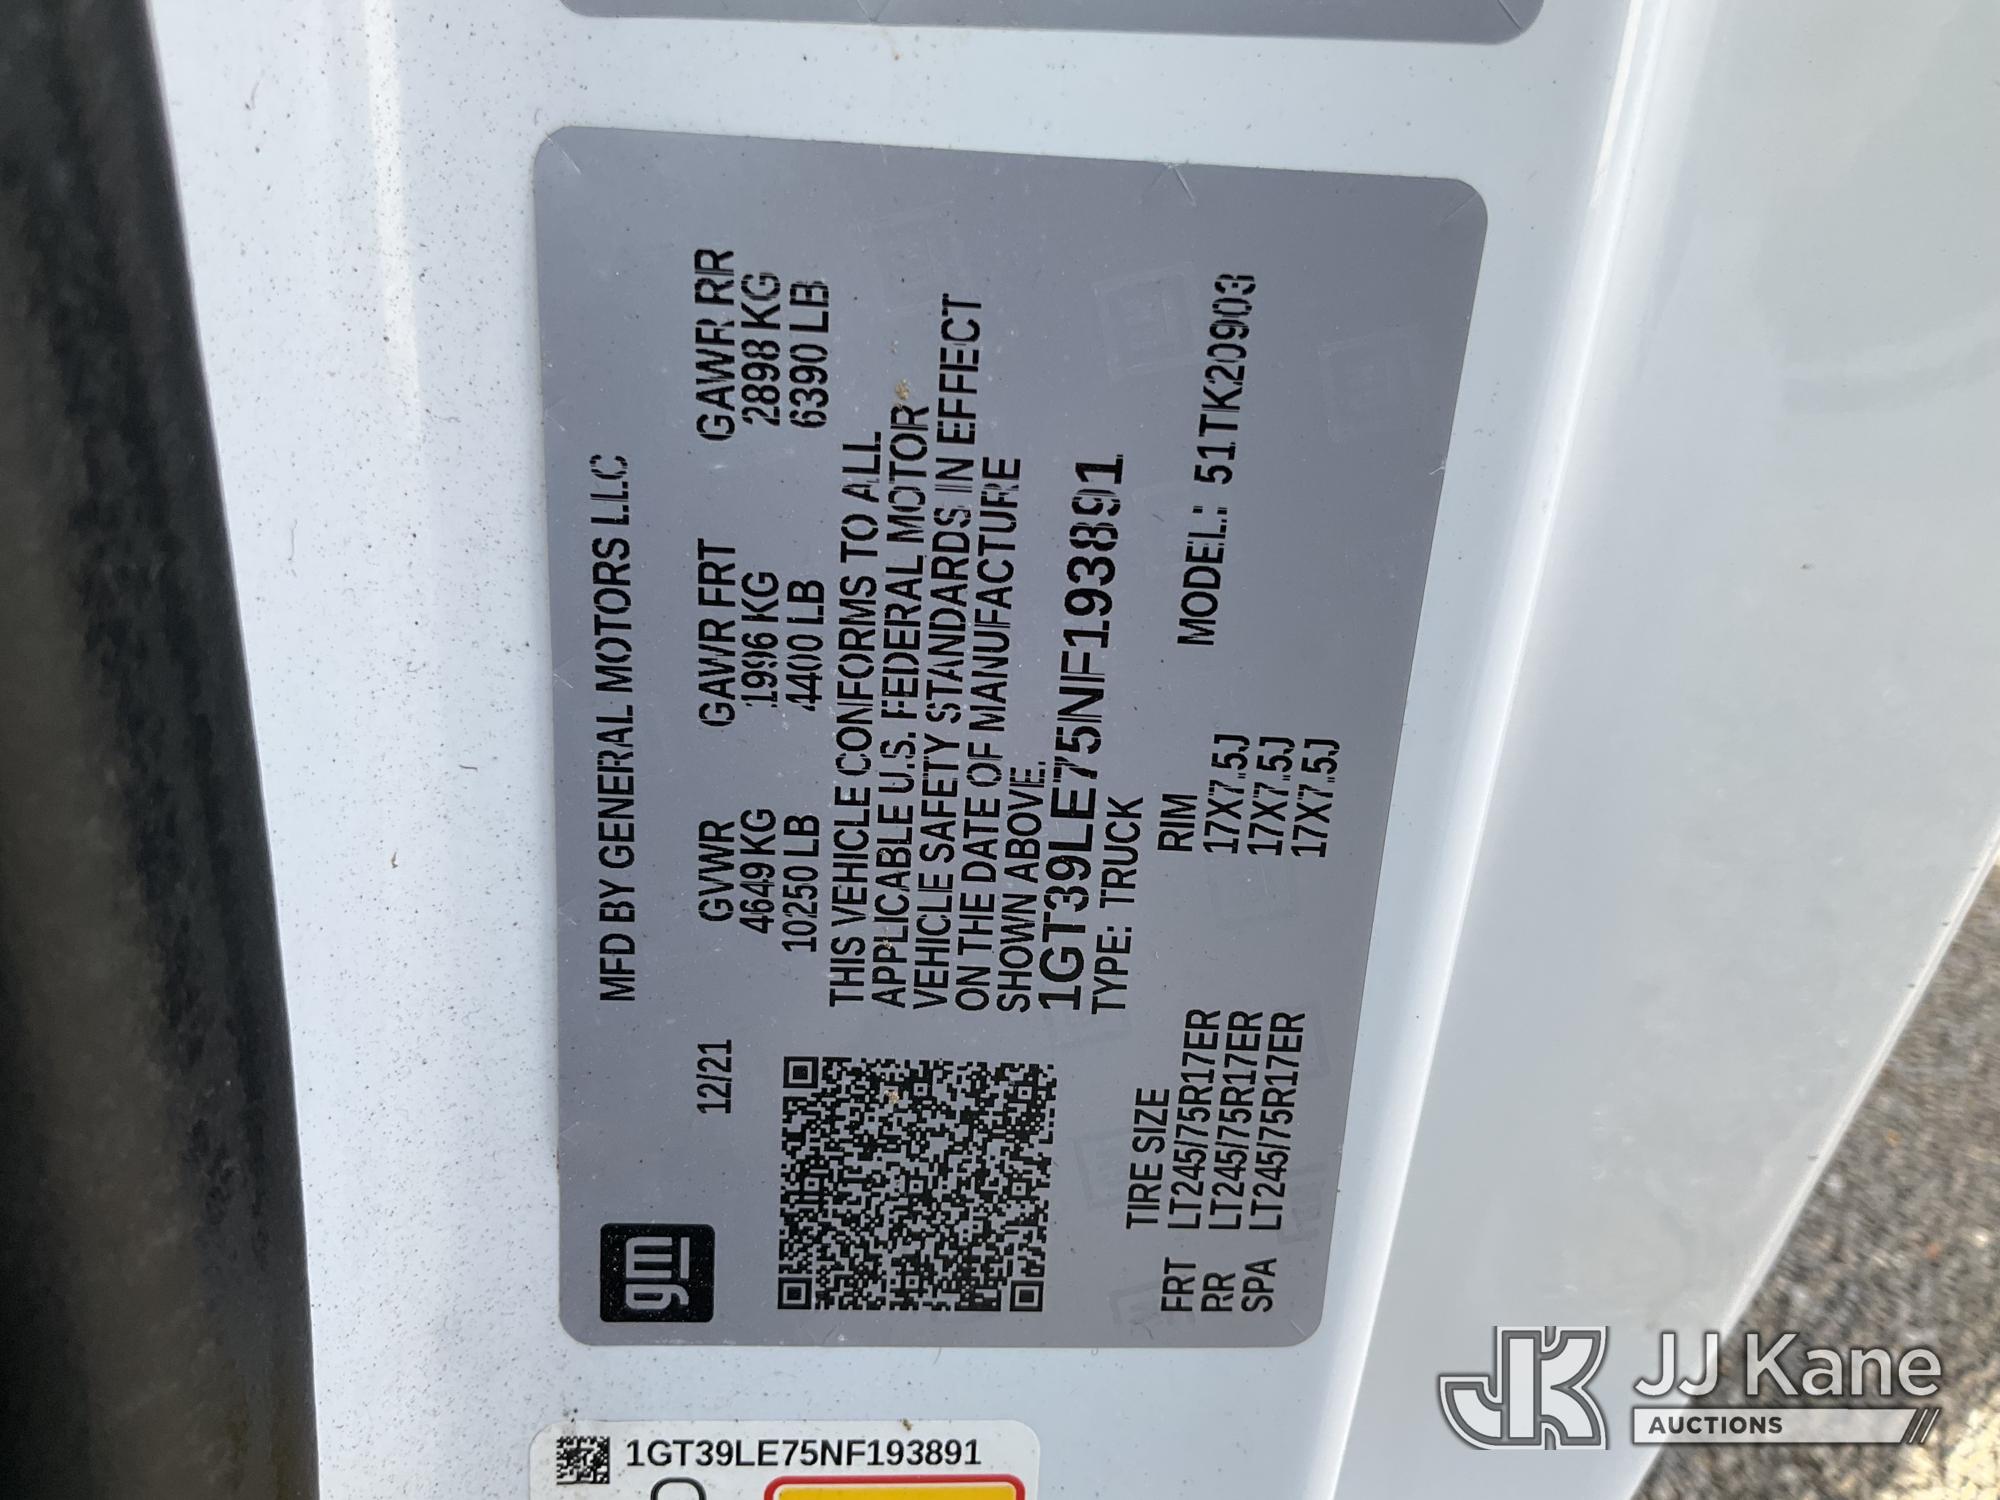 gm
MFD BY GENERAL MOTORS LLC
12/21 GVWR GAWR FRT GAWR RR
4649 KG 1996 KG 2898 KG
10250 LB 4400 LB 6390 LB
THIS VEHICLE CONFORMS TO ALL
APPLICABLE U.S. FEDERAL MOTOR
VEHICLE SAFETY STANDARDS IN EFFECT
ON THE DATE OF MANUFACTURE
SHOWN ABOVE.
1GT39LE75NF193891
TYPE: TRUCK
TIRE SIZE RIM MODEL: 51TK20903
FRT LT245/75R17ER 17X7.5J
RR LT245/75R17ER 17X7.5J
SPA LT245/75R17ER 17X7.5J
1GT39LE75NF193891
JK JJ Kane
AUCTIONS